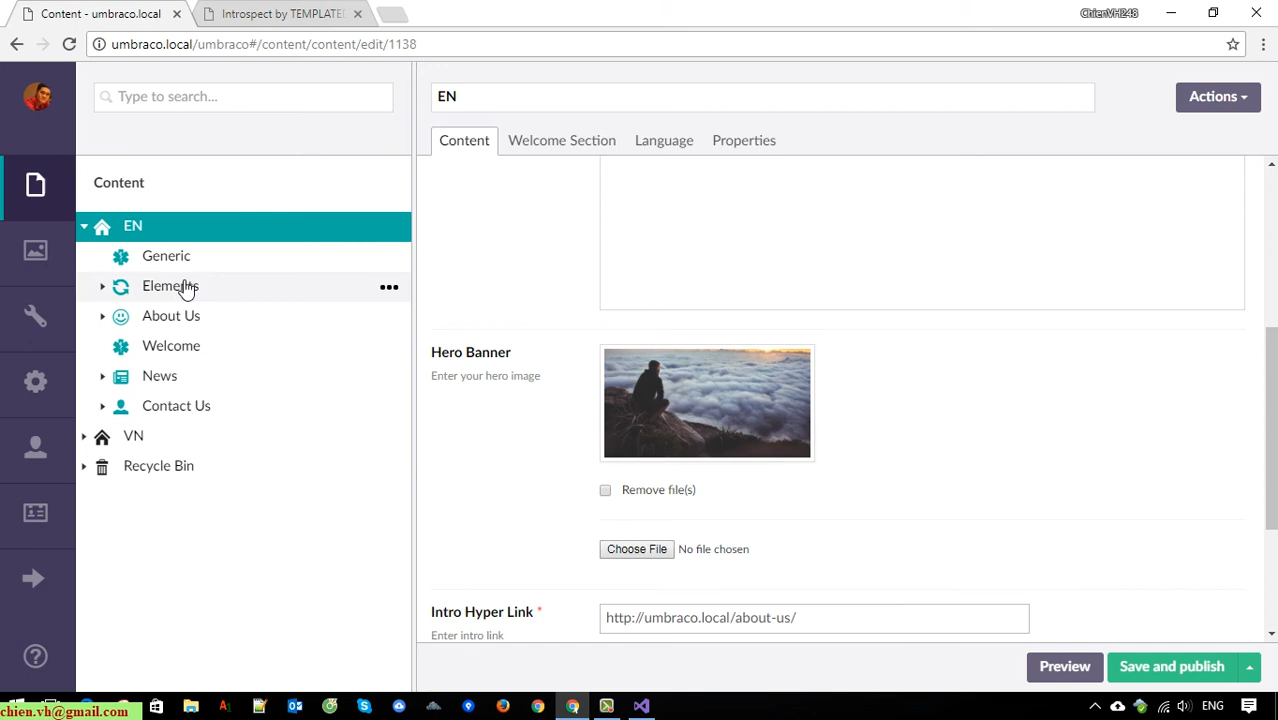 Content - umbraco.local
Introspect by TEMPLATE
ChienVH248
umbraco.local/umbraco#/content/content/edit/1138
Type to search...
EN
Actions
Content
Welcome Section
Language
Properties
Content
EN
Generic
Elements
About Us
Welcome
News
Contact Us
VN
Recycle Bin
Hero Banner
Enter your hero image
Remove file(s)
Choose File No file chosen
Intro Hyper Link *
http://umbraco.local/about-us/
Enter intro link
Preview
Save and publish
chien.vh@gmail.com
ENG